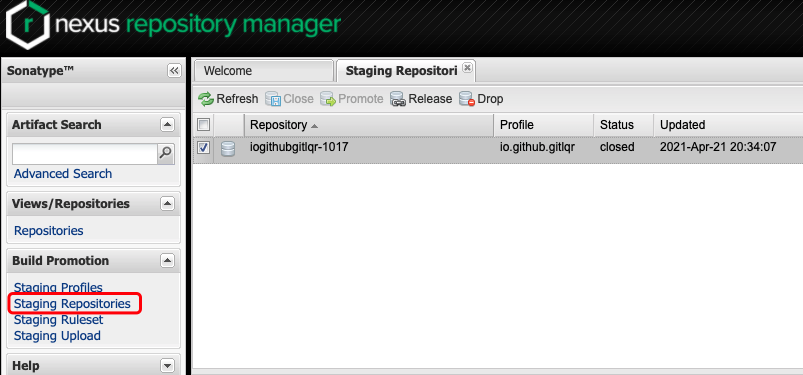 nexus repository manager
Sonatype™
Welcome
Staging Repositori
Refresh Close Promote Release Drop
Artifact Search
Advanced Search
Views/Repositories
Repositories
Build Promotion
Staging Profiles
Staging Repositories
Staging Ruleset
Staging Upload
Help
Repository Profile Status Updated
iogithubgitlqr-1017 io.github.gitlqr closed 2021-Apr-21 20:34:07